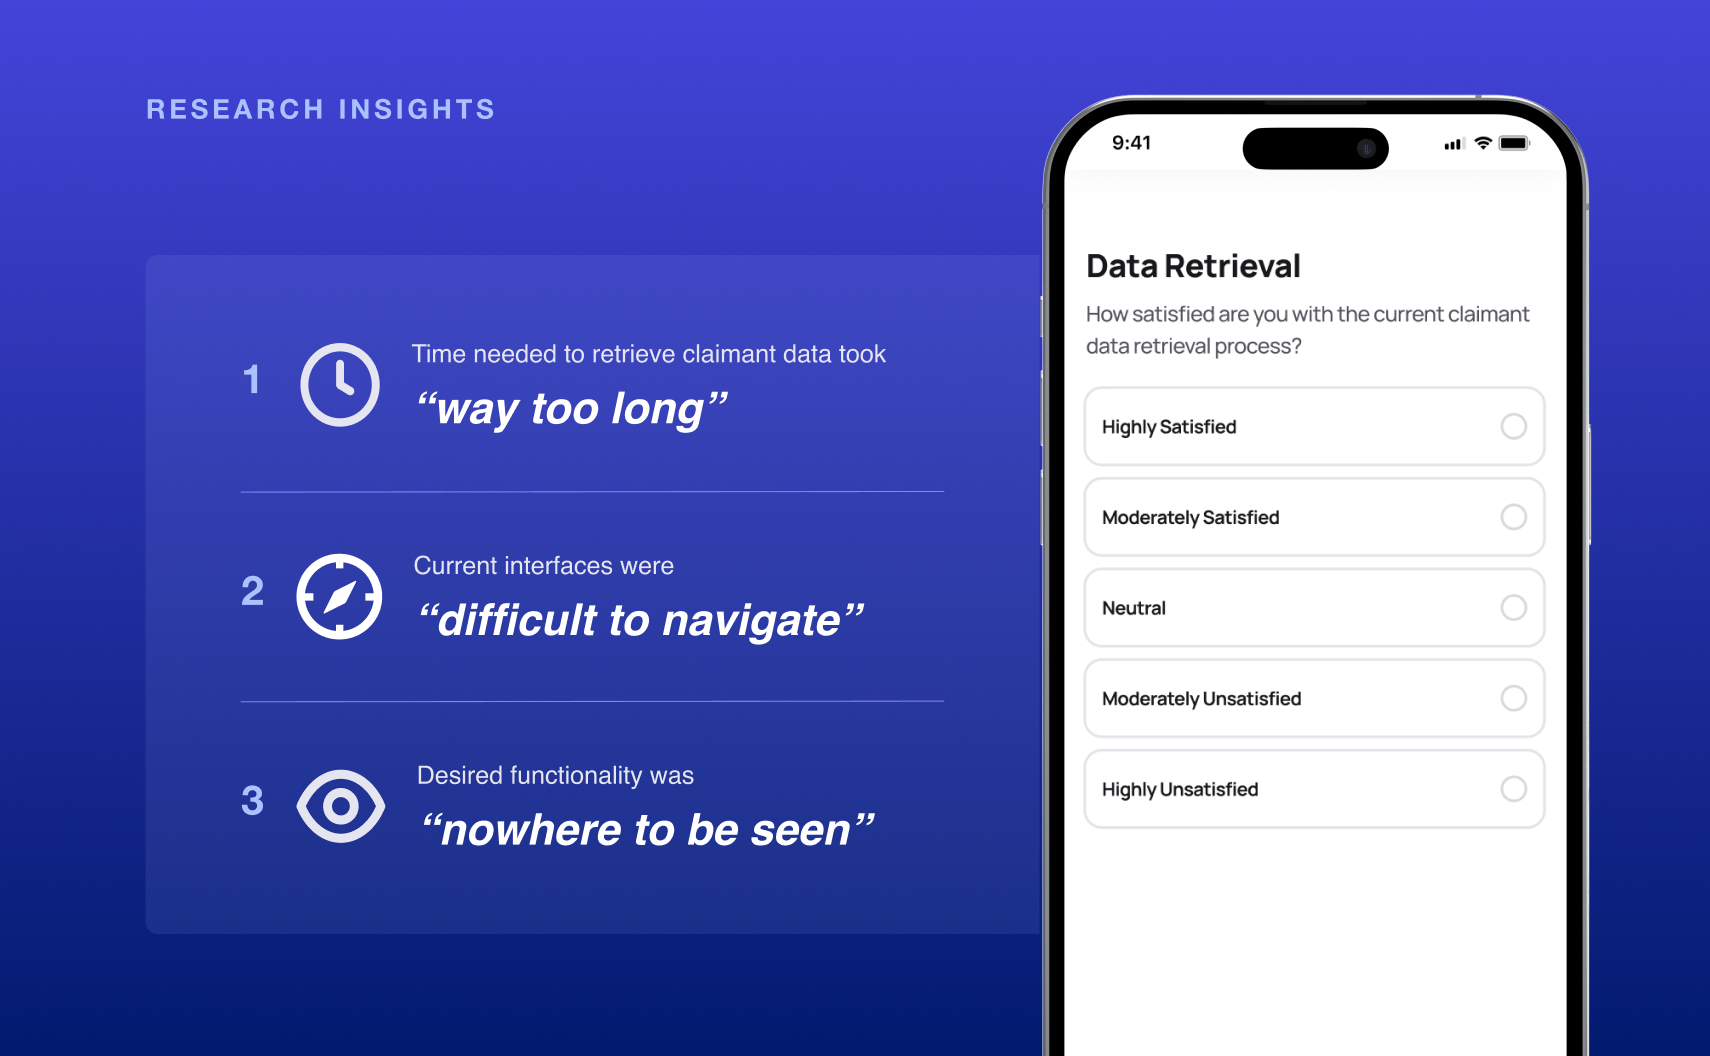 RESEARCH INSIGHTS
1
Time needed to retrieve claimant data took
“way too long”
2
Current interfaces were
“difficult to navigate”
3
Desired functionality was
“nowhere to be seen”
9:41
Data Retrieval
How satisfied are you with the current claimant
data retrieval process?
Highly Satisfied
Moderately Satisfied
Neutral
Moderately Unsatisfied
Highly Unsatisfied